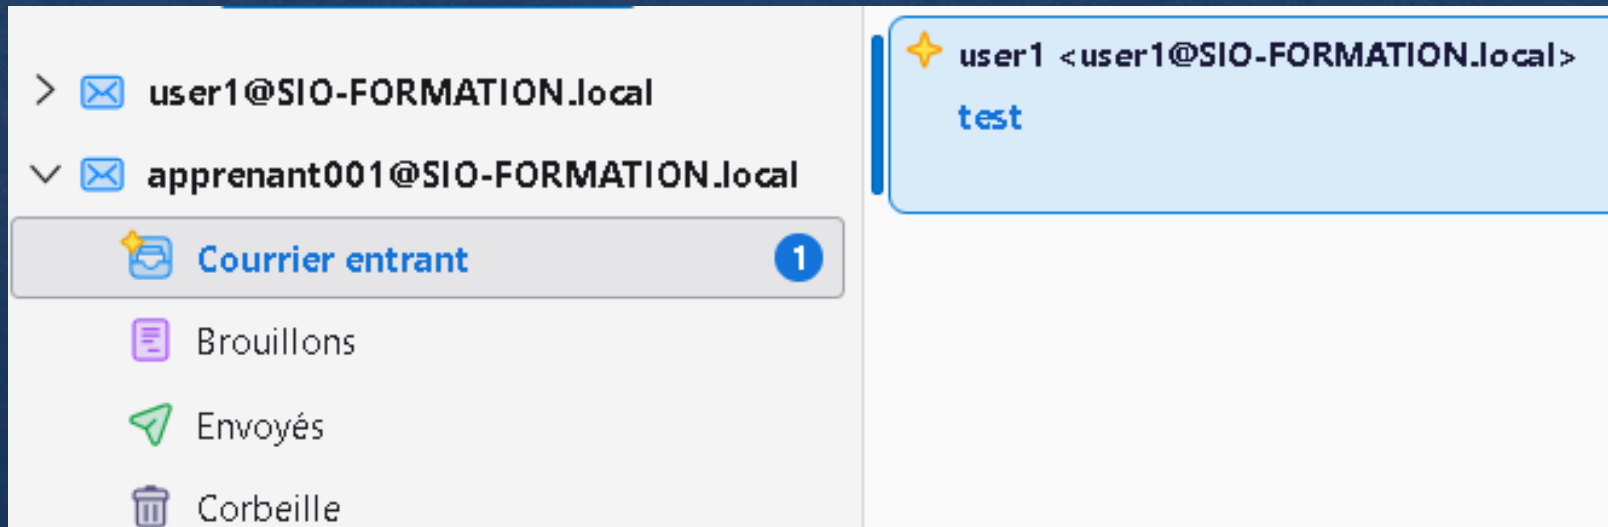 user1@SIO-FORMATION.local
apprenant001@SIO-FORMATION.local
Courrier entrant 1
Brouillons
Envoyés
Corbeille
user1 <user1@SIO-FORMATION.local>
test